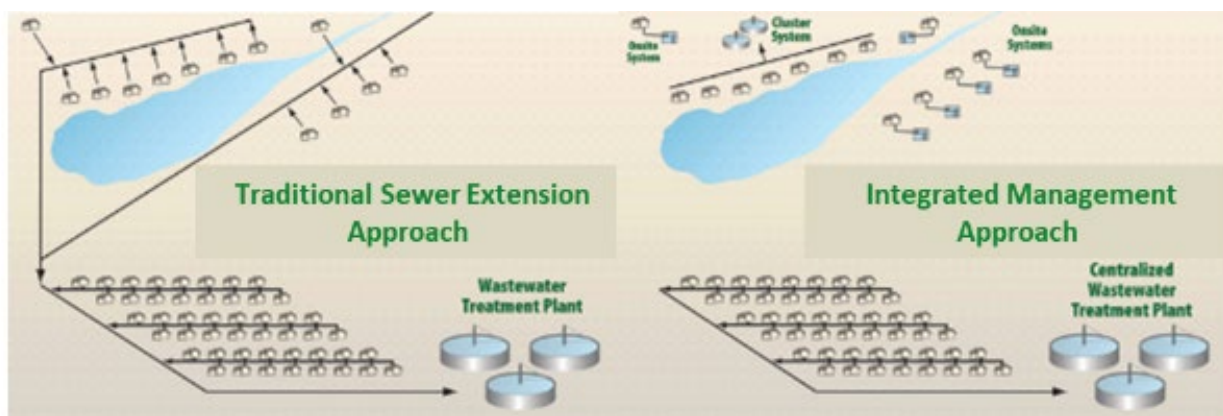 Onsite
System
Cluster
System
Onsite
Systems
Traditional Sewer Extension
Approach
Integrated Management
Approach
Wastewater
Treatment Plant
Centralized
Wastewater
Treatment Plant